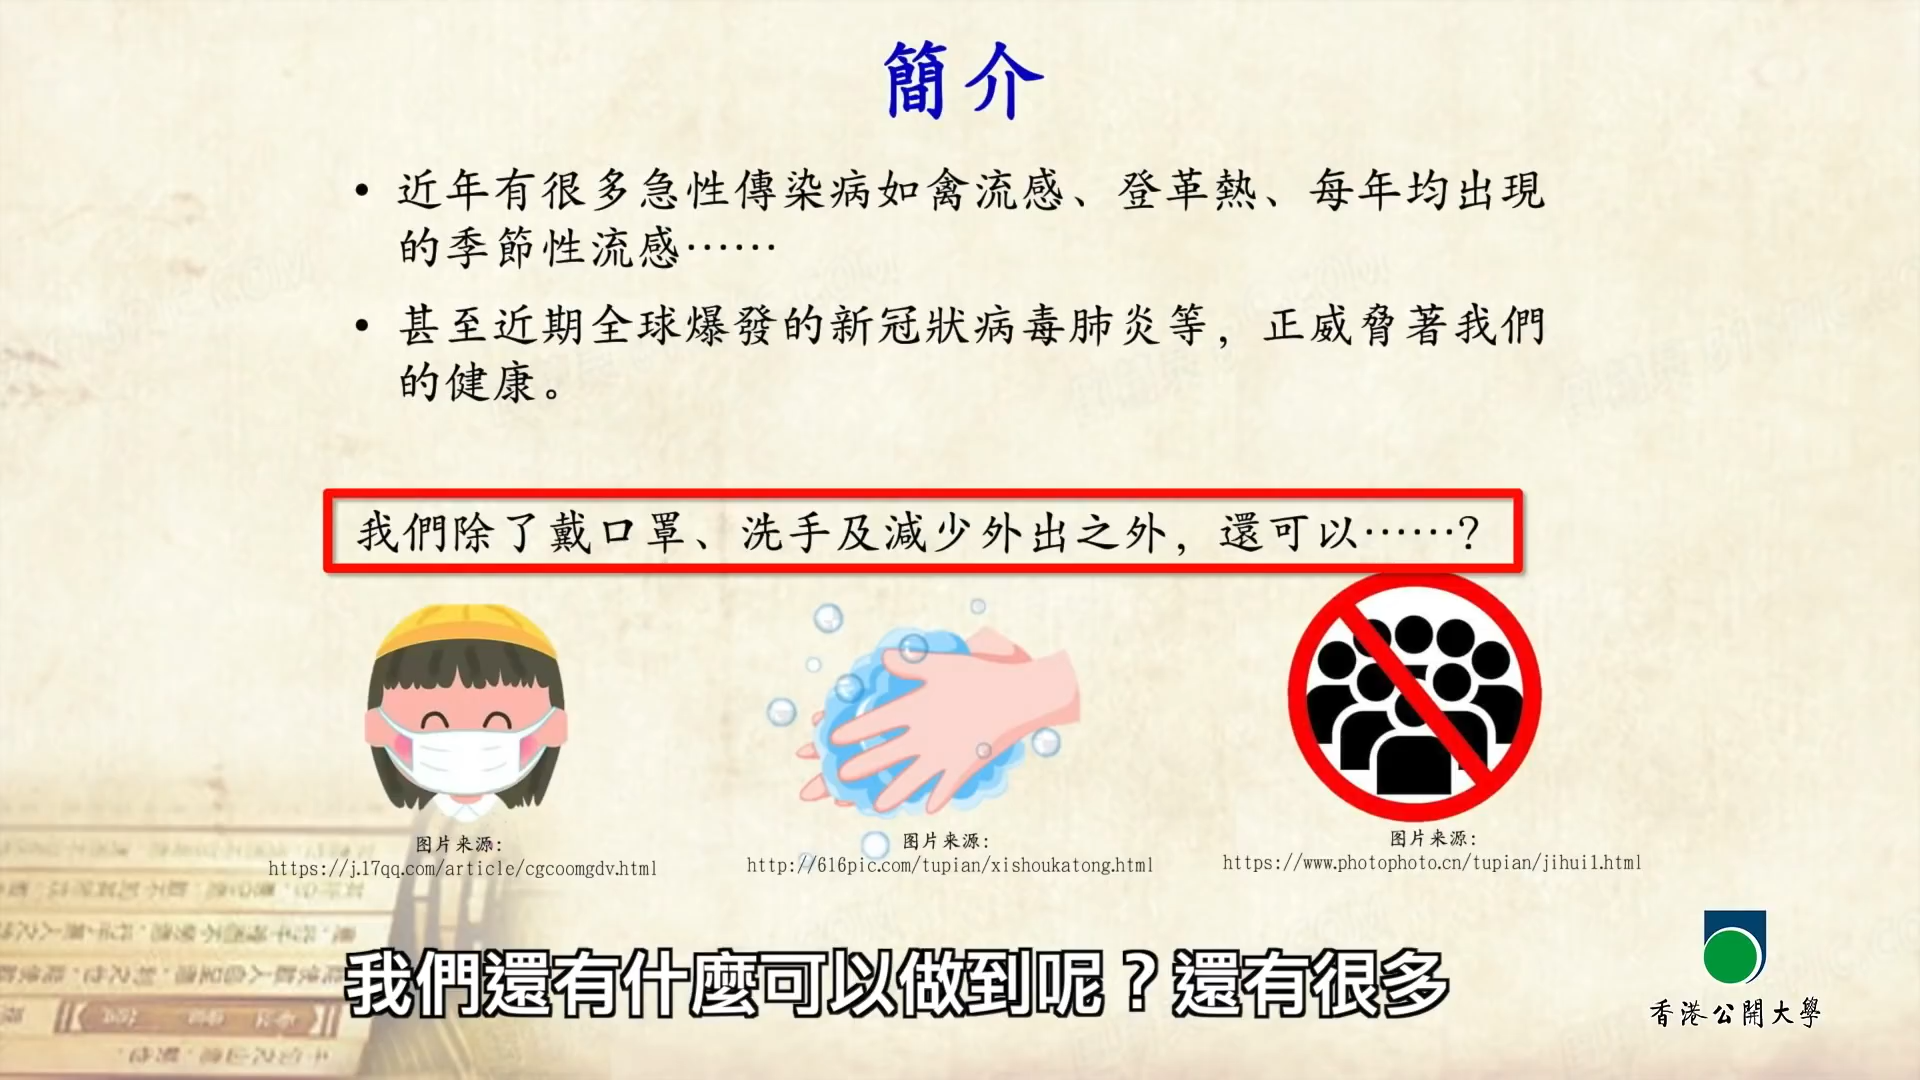 簡介
• 近年有很多急性傳染病如禽流感、登革熱、每年均出現
的季節性流感⋯⋯
• 甚至近期全球爆發的新冠狀病毒肺炎等，正威脅著我們
的健康。
我們除了戴口罩、洗手及減少外出之外，還可以⋯⋯?
图片来源：
https://j.17qq.com/article/cgcoomgdv.html
图片来源：
http://616pic.com/tupian/xishoukatong.html
图片来源：
https://www.photophoto.cn/tupian/jihui1.html
我們還有什麼可以做到呢？還有很多
香港公開大學